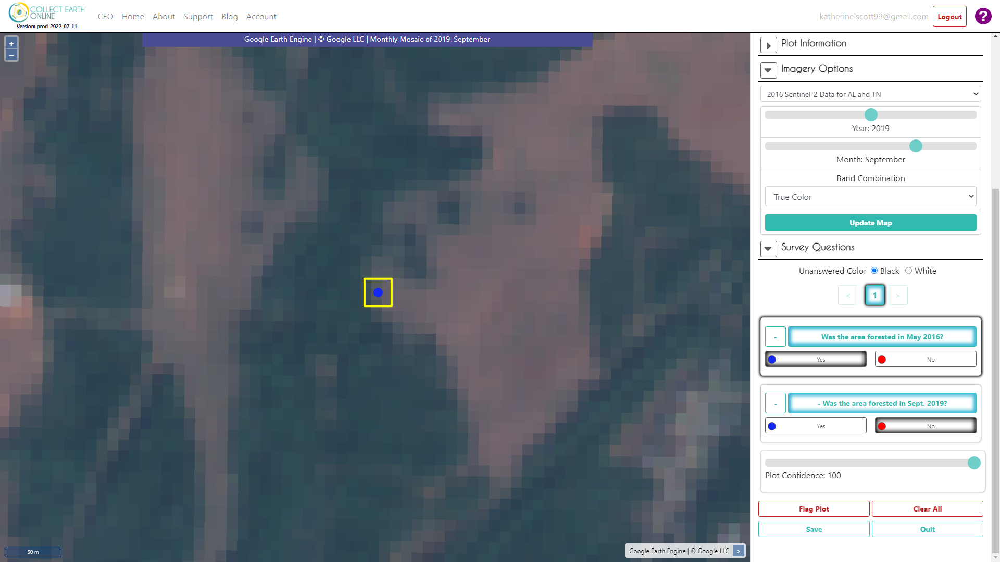 COLLECT EARTH
ONLINE
Version: prod-2022-07-11
CEO Home About Support Blog Account
katherinelscott99@gmail.com
Logout
?
+
-
Google Earth Engine | © Google LLC | Monthly Mosaic of 2019, September
Plot Information
Imagery Options
2016 Sentinel-2 Data for AL and TN
Year: 2019
Month: September
Band Combination
True Color
Update Map
Survey Questions
Unanswered Color Black White
< 1 >
- Was the area forested in May 2016?
Yes No
- - Was the area forested in Sept. 2019?
Yes No
Plot Confidence: 100
Flag Plot Clear All
Save Quit
50 m
Google Earth Engine | © Google LLC ›